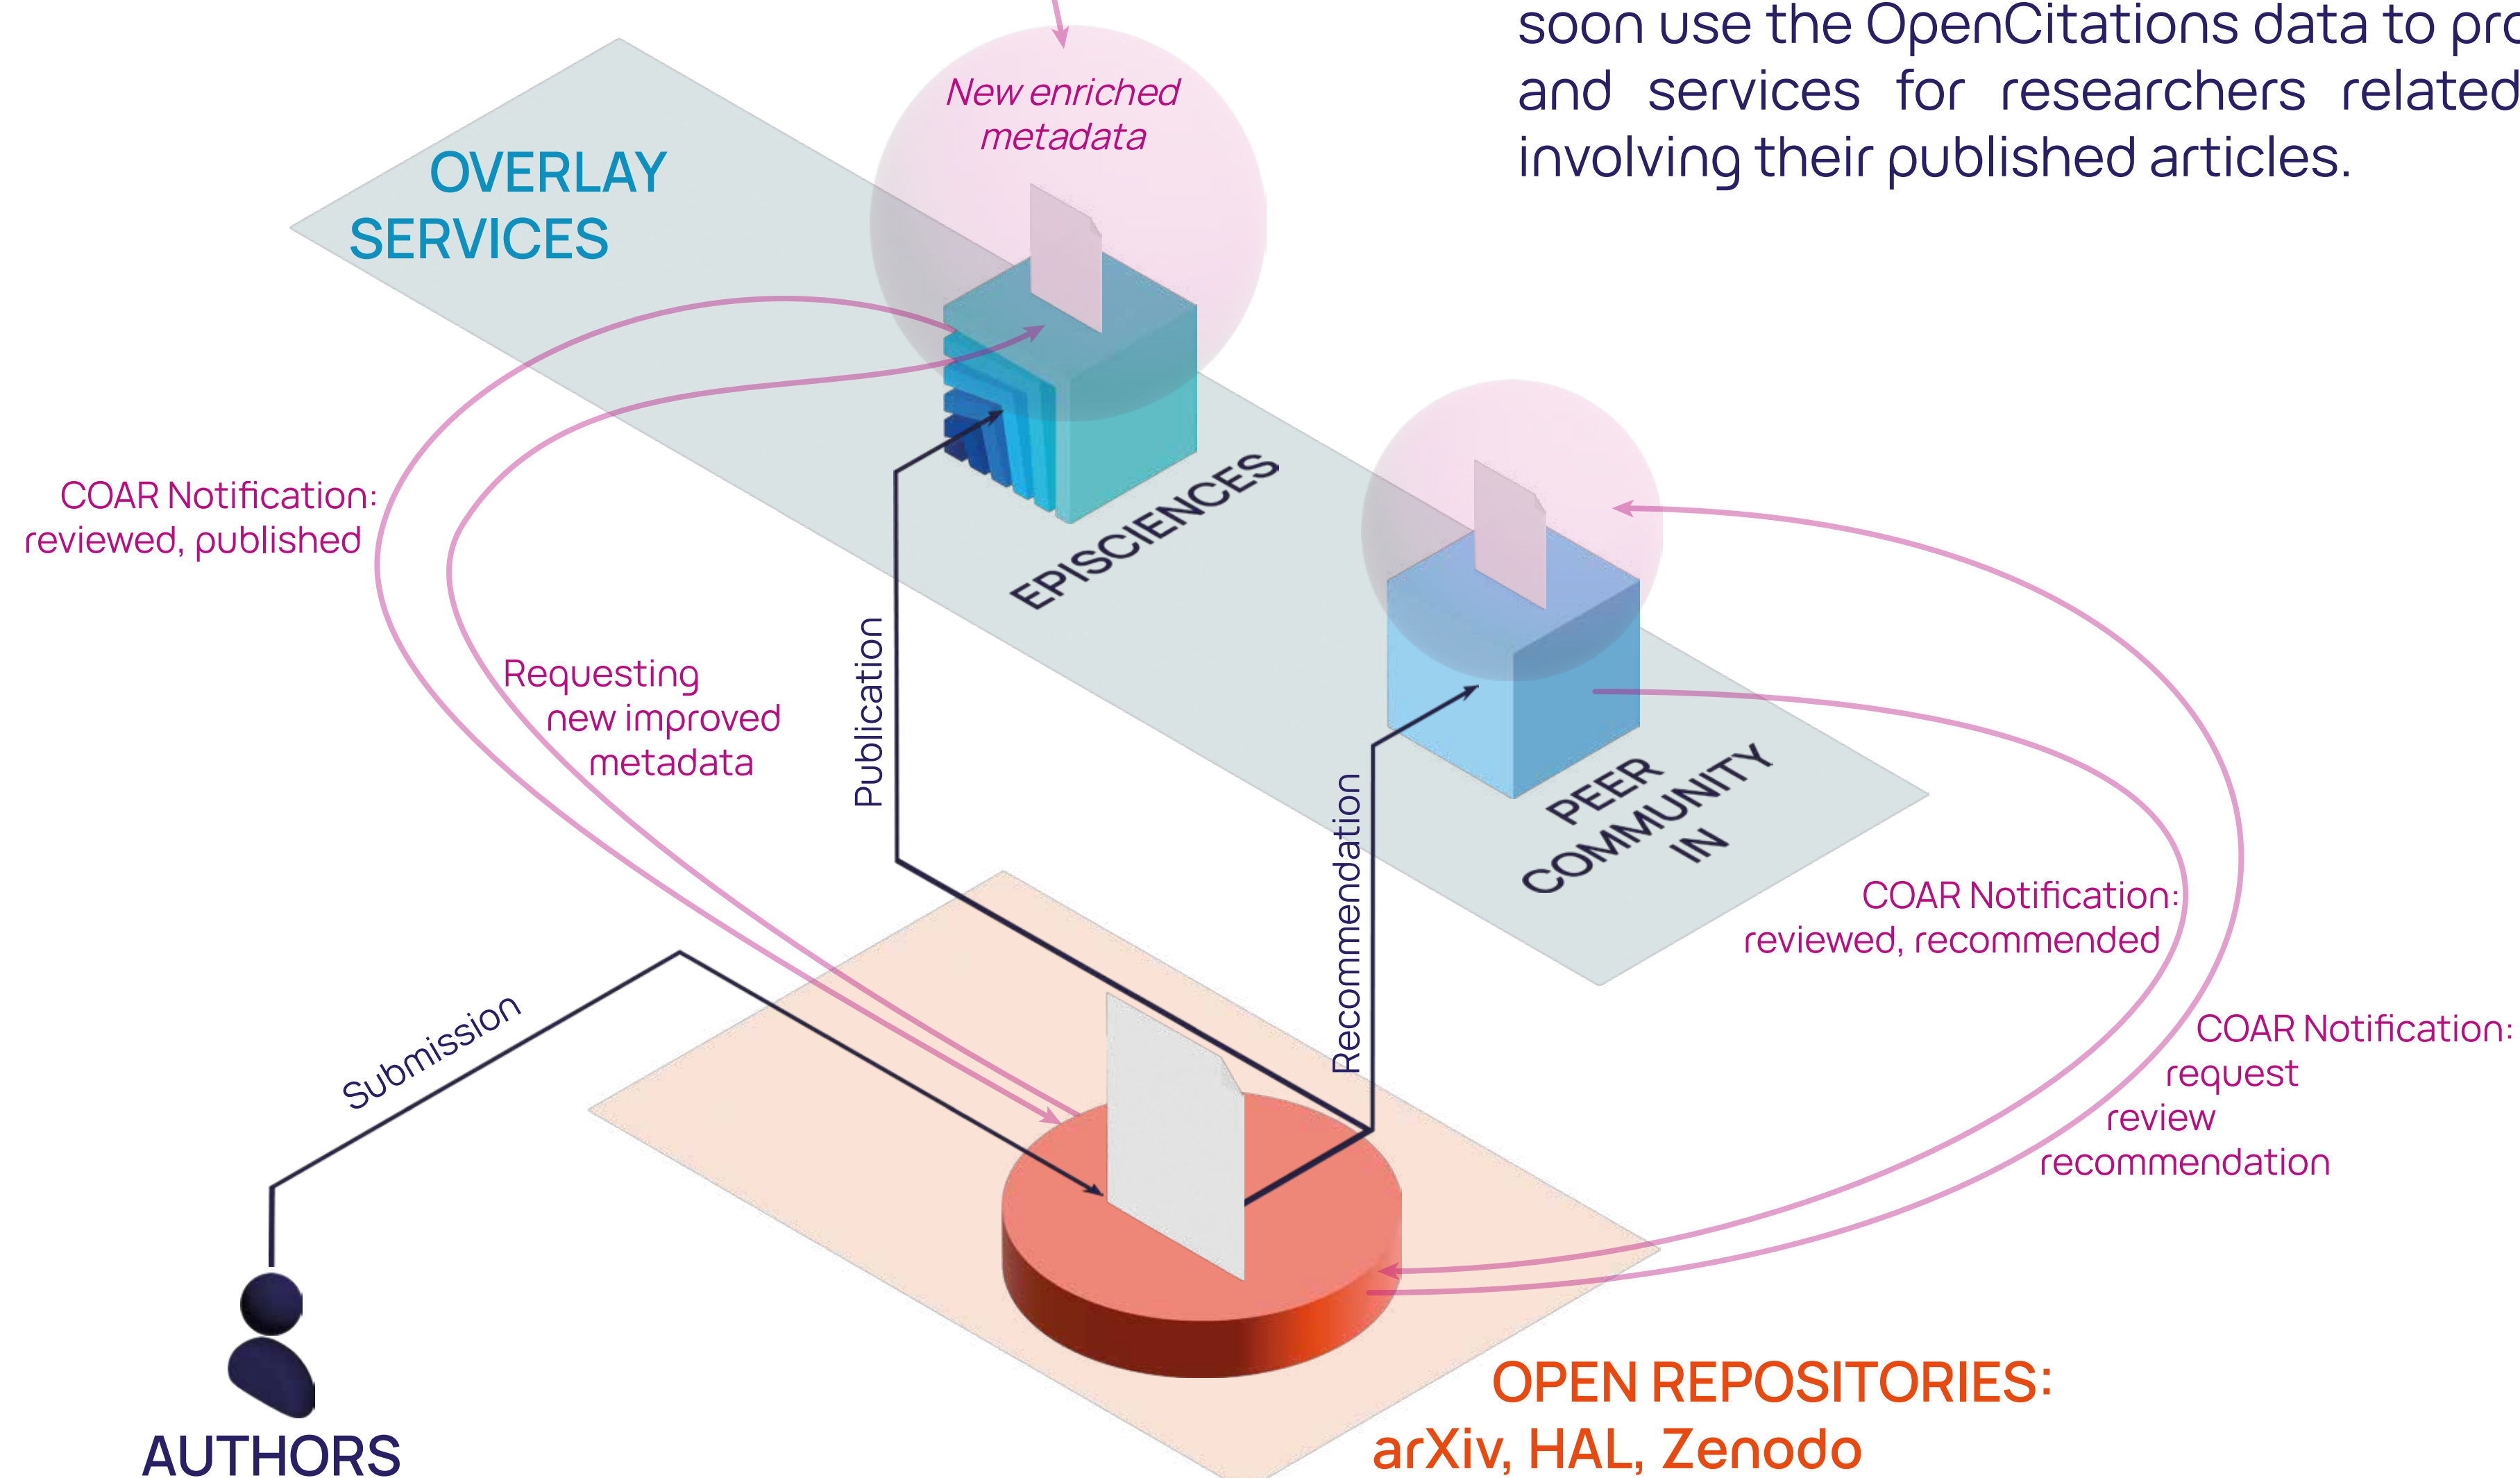 soon use the OpenCitations data to
and services for researchers related
involving their published articles.
New enriched
metadata
OVERLAY
SERVICES
COAR Notification:
reviewed, published
EPISCIENCES
Requesting
new improved
metadata
Publication
Recommendation
PEER
COMMUNITY
IN
COAR Notification:
reviewed, recommended
COAR Notification:
request
review
recommendation
Submission
AUTHORS
OPEN REPOSITORIES:
arXiv, HAL, Zenodo